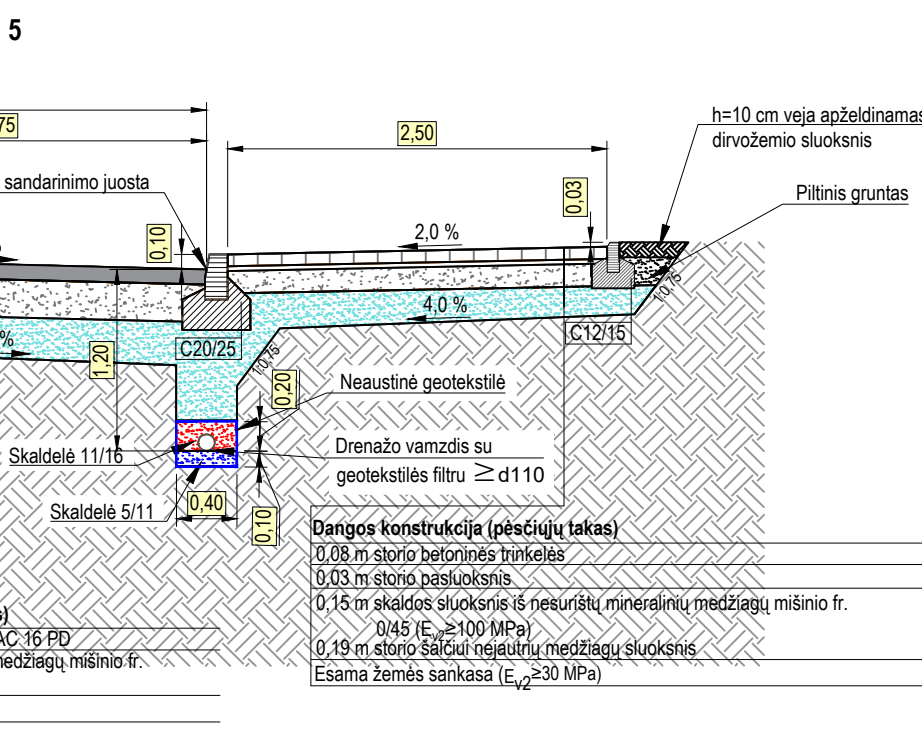 5
75
2,50
h=10 cm veja apželdinamas
dirvožemio sluoksnis
sandarinimo juosta
0,03
Piltinis gruntas
0,10
2,0 %
4,0 %
1:0,75
%
C20/25
C12/15
1:0,75
1,20
0,20
Neaustinė geotekstilė
Skaldelė 11/16
Drenažo vamzdis su
geotekstilės filtru ≥d110
Skaldelė 5/11
0,40
0,10
Dangos konstrukcija (pėsčiųjų takas)
0,08 m storio betoninės trinkelės
0,03 m storio pasluoksnis
0,15 m skaldos sluoksnis iš nesurištų mineralinių medžiagų mišinio fr.
0/45 (Ev2≥100 MPa)
0,19 m storio šalčiui nejautrių medžiagų sluoksnis
Esama žemės sankasa (Ev2≥30 MPa)
s)
AC 16 PD
medžiagų mišinio fr.